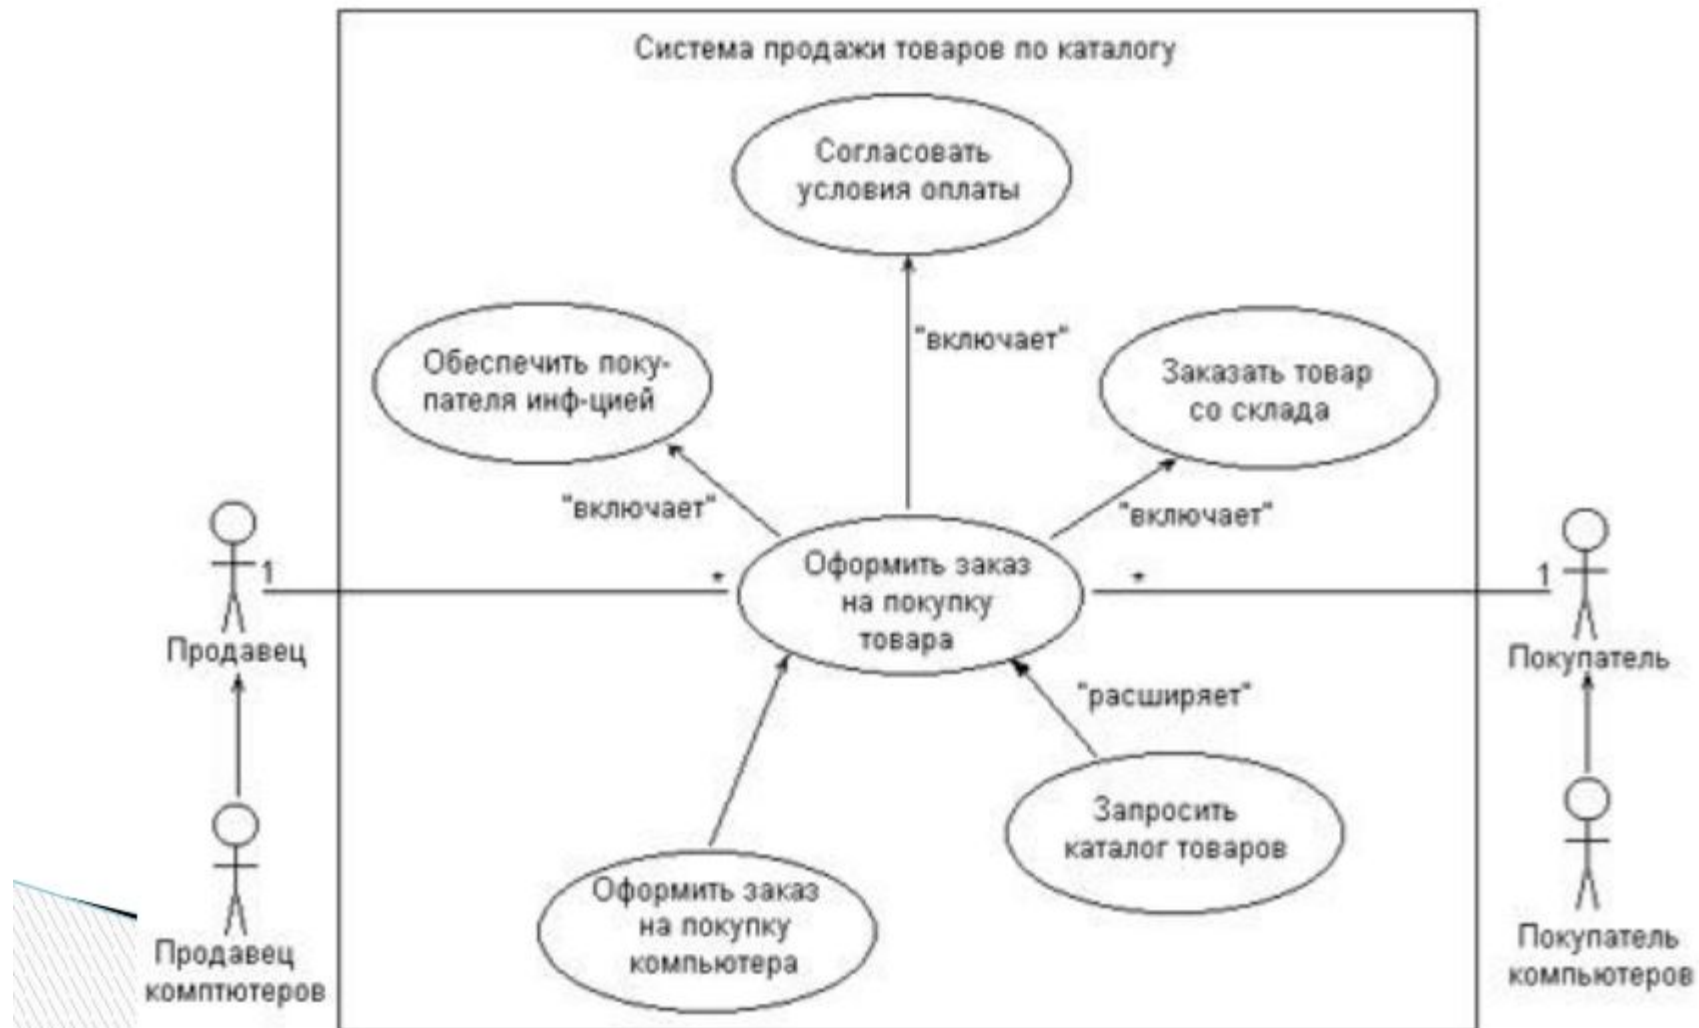 Система продажи товаров по каталогу
Согласовать
условия оплаты
"включает"
Обеспечить поку-
пателя инф-цией
Заказать товар
со склада
"включает"
"включает"
1
*
Оформить заказ
на покупку
товара
*
1
Продавец
Покупатель
"расширяет"
Запросить
каталог товаров
Оформить заказ
на покупку
компьютера
Продавец
комптютеров
Покупатель
компьютеров